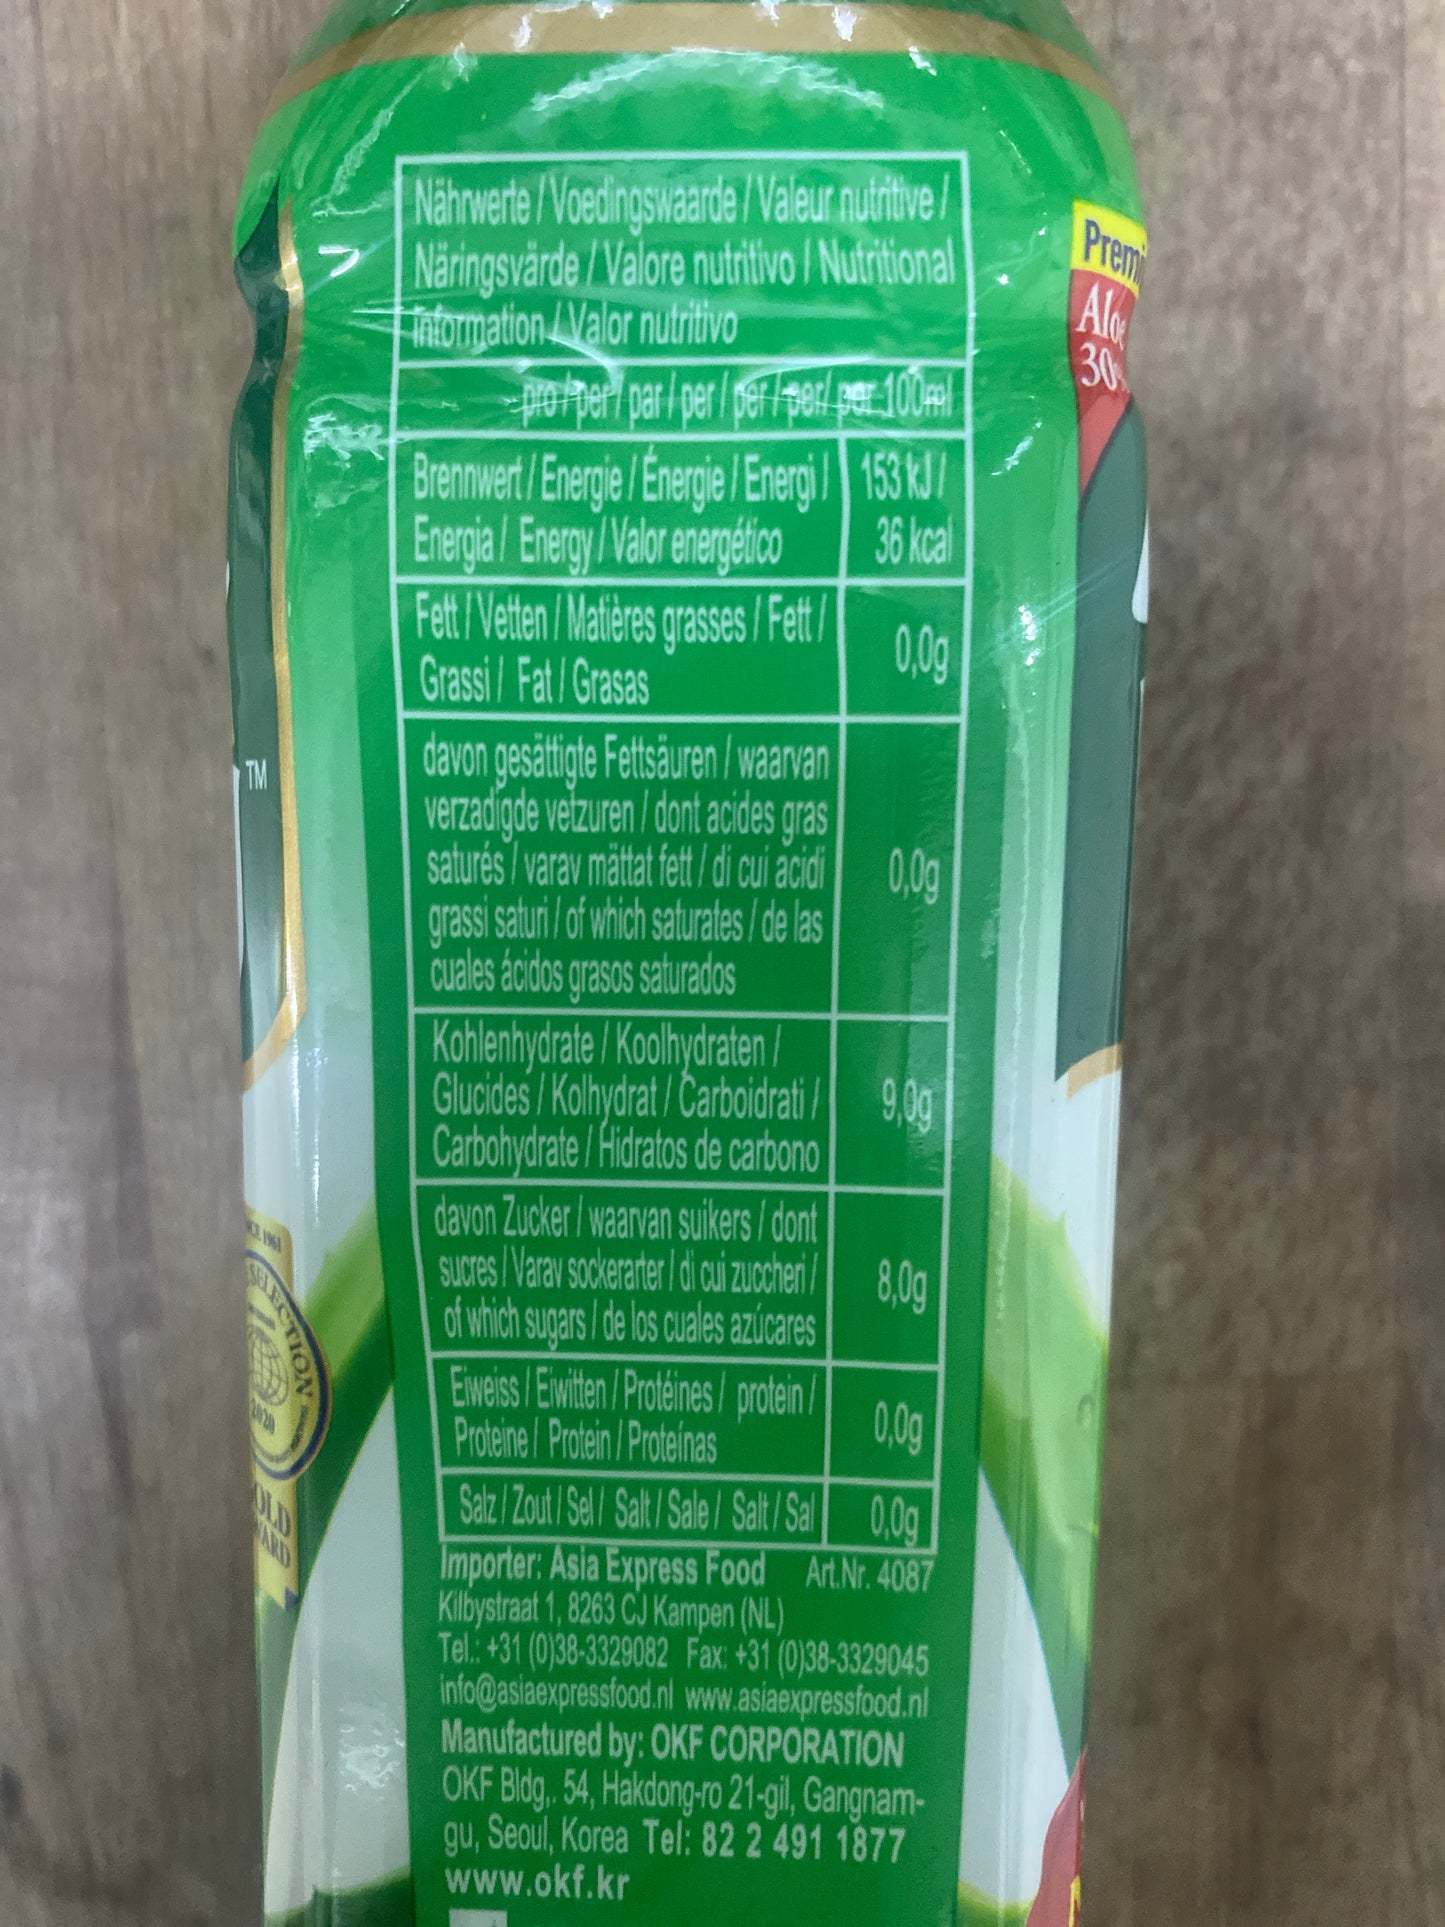 Nährwerte / Voedingswaarde / Valeur nutritive /
Näringsvärde / Valore nutritivo / Nutritional
information / Valor nutritivo
pro / per / par / per / per / per/ por 100ml
Brennwert / Energie / Énergie / Energi / 153 kJ /
Energia / Energy / Valor energético 36 kcal
Fett / Vetten / Matières grasses / Fett /
Grassi / Fat / Grasas 0,0g
davon gesättigte Fettsäuren / waarvan
verzadigde vetzuren / dont acides gras
saturés / varav mättat fett / di cui acidi 0,0g
grassi saturi / of which saturates / de las
cuales ácidos grasos saturados
Kohlenhydrate / Koolhydraten /
Glucides / Kolhydrat / Carboidrati / 9,0g
Carbohydrate / Hidratos de carbono
davon Zucker / waarvan suikers / dont
sucres / Varav sockerarter / di cui zuccheri / 8,0g
of which sugars / de los cuales azúcares
Eiweiss / Eiwitten / Protéines / protein /
Proteine / Protein / Proteínas 0,0g
Salz / Zout / Sel / Salt / Sale / Salt / Sal 0,0g
Importer: Asia Express Food Art.Nr. 4087
Kilbystraat 1, 8263 CJ Kampen (NL)
Tel.: +31 (0)38-3329082 Fax: +31 (0)38-3329045
info@asiaexpressfood.nl www.asiaexpressfood.nl
Manufactured by: OKF CORPORATION
OKF Bldg,. 54, Hakdong-ro 21-gil, Gangnam-
gu, Seoul, Korea Tel: 82 2 491 1877
www.okf.kr
TM
1961
SELECTION
2020
Aloe